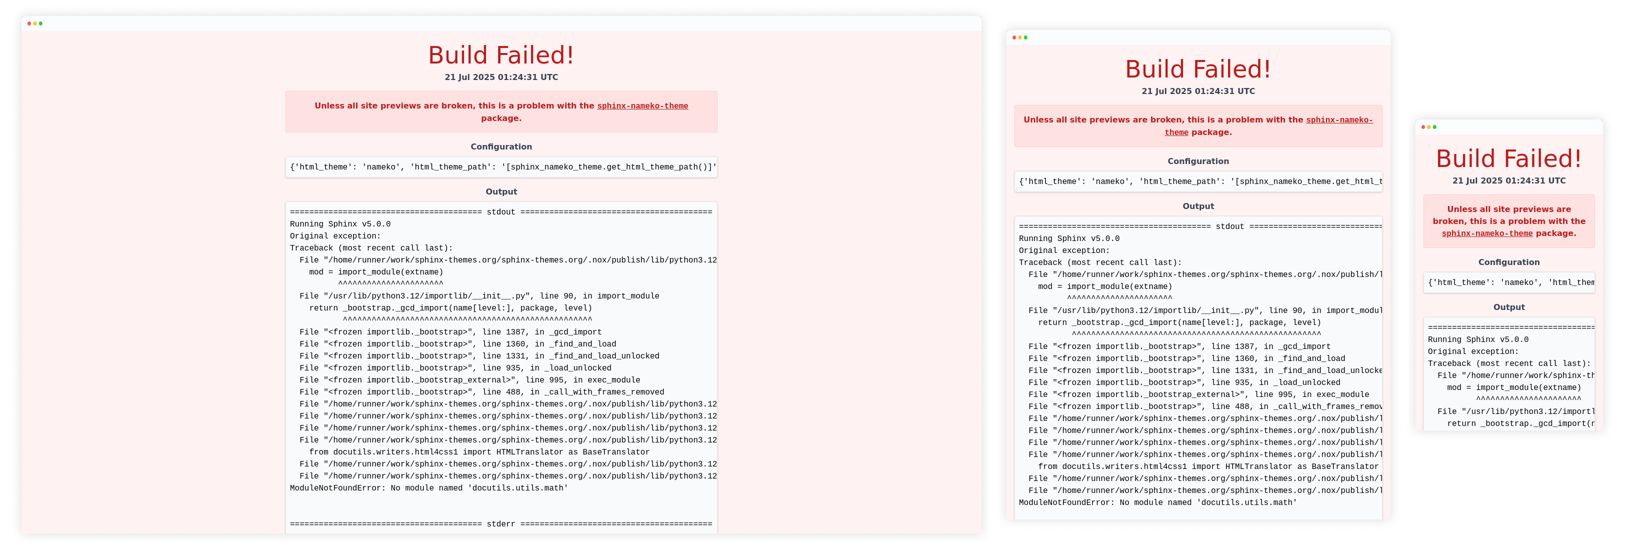 Build Failed!
21 Jul 2025 01:24:31 UTC
Unless all site previews are broken, this is a problem with the sphinx-nameko-theme
package.
Configuration
{'html_theme': 'nameko', 'html_theme_path': '[sphinx_nameko_theme.get_html_theme_path()]'
Output
======================================== stdout ========================================
Running Sphinx v5.0.0
Original exception:
Traceback (most recent call last):
  File "/home/runner/work/sphinx-themes.org/sphinx-themes.org/.nox/publish/lib/python3.12
    mod = import_module(extname)
          ^^^^^^^^^^^^^^^^^^^^^^
  File "/usr/lib/python3.12/importlib/__init__.py", line 90, in import_module
    return _bootstrap._gcd_import(name[level:], package, level)
           ^^^^^^^^^^^^^^^^^^^^^^^^^^^^^^^^^^^^^^^^^^^^^^^^^^^^
  File "<frozen importlib._bootstrap>", line 1387, in _gcd_import
  File "<frozen importlib._bootstrap>", line 1360, in _find_and_load
  File "<frozen importlib._bootstrap>", line 1331, in _find_and_load_unlocked
  File "<frozen importlib._bootstrap>", line 935, in _load_unlocked
  File "<frozen importlib._bootstrap_external>", line 995, in exec_module
  File "<frozen importlib._bootstrap>", line 488, in _call_with_frames_removed
  File "/home/runner/work/sphinx-themes.org/sphinx-themes.org/.nox/publish/lib/python3.12
  File "/home/runner/work/sphinx-themes.org/sphinx-themes.org/.nox/publish/lib/python3.12
  File "/home/runner/work/sphinx-themes.org/sphinx-themes.org/.nox/publish/lib/python3.12
  File "/home/runner/work/sphinx-themes.org/sphinx-themes.org/.nox/publish/lib/python3.12
    from docutils.writers.html4css1 import HTMLTranslator as BaseTranslator
  File "/home/runner/work/sphinx-themes.org/sphinx-themes.org/.nox/publish/lib/python3.12
  File "/home/runner/work/sphinx-themes.org/sphinx-themes.org/.nox/publish/lib/python3.12
ModuleNotFoundError: No module named 'docutils.utils.math'
======================================== stderr ========================================
Build Failed!
21 Jul 2025 01:24:31 UTC
Unless all site previews are broken, this is a problem with the sphinx-nameko-
theme package.
Configuration
{'html_theme': 'nameko', 'html_theme_path': '[sphinx_nameko_theme.get_html_t
Output
======================================== stdout ============================
Running Sphinx v5.0.0
Original exception:
Traceback (most recent call last):
  File "/home/runner/work/sphinx-themes.org/sphinx-themes.org/.nox/publish/l
    mod = import_module(extname)
          ^^^^^^^^^^^^^^^^^^^^^^
  File "/usr/lib/python3.12/importlib/__init__.py", line 90, in import_modul
    return _bootstrap._gcd_import(name[level:], package, level)
           ^^^^^^^^^^^^^^^^^^^^^^^^^^^^^^^^^^^^^^^^^^^^^^^^^^^^
  File "<frozen importlib._bootstrap>", line 1387, in _gcd_import
  File "<frozen importlib._bootstrap>", line 1360, in _find_and_load
  File "<frozen importlib._bootstrap>", line 1331, in _find_and_load_unlocke
  File "<frozen importlib._bootstrap>", line 935, in _load_unlocked
  File "<frozen importlib._bootstrap_external>", line 995, in exec_module
  File "<frozen importlib._bootstrap>", line 488, in _call_with_frames_remov
  File "/home/runner/work/sphinx-themes.org/sphinx-themes.org/.nox/publish/l
  File "/home/runner/work/sphinx-themes.org/sphinx-themes.org/.nox/publish/l
  File "/home/runner/work/sphinx-themes.org/sphinx-themes.org/.nox/publish/l
  File "/home/runner/work/sphinx-themes.org/sphinx-themes.org/.nox/publish/l
    from docutils.writers.html4css1 import HTMLTranslator as BaseTranslator
  File "/home/runner/work/sphinx-themes.org/sphinx-themes.org/.nox/publish/l
  File "/home/runner/work/sphinx-themes.org/sphinx-themes.org/.nox/publish/l
ModuleNotFoundError: No module named 'docutils.utils.math'
Build Failed!
21 Jul 2025 01:24:31 UTC
Unless all site previews are
broken, this is a problem with the
sphinx-nameko-theme package.
Configuration
{'html_theme': 'nameko', 'html_them
Output
===================================
Running Sphinx v5.0.0
Original exception:
Traceback (most recent call last):
  File "/home/runner/work/sphinx-th
    mod = import_module(extname)
          ^^^^^^^^^^^^^^^^^^^^^^
  File "/usr/lib/python3.12/importl
    return _bootstrap._gcd_import(n